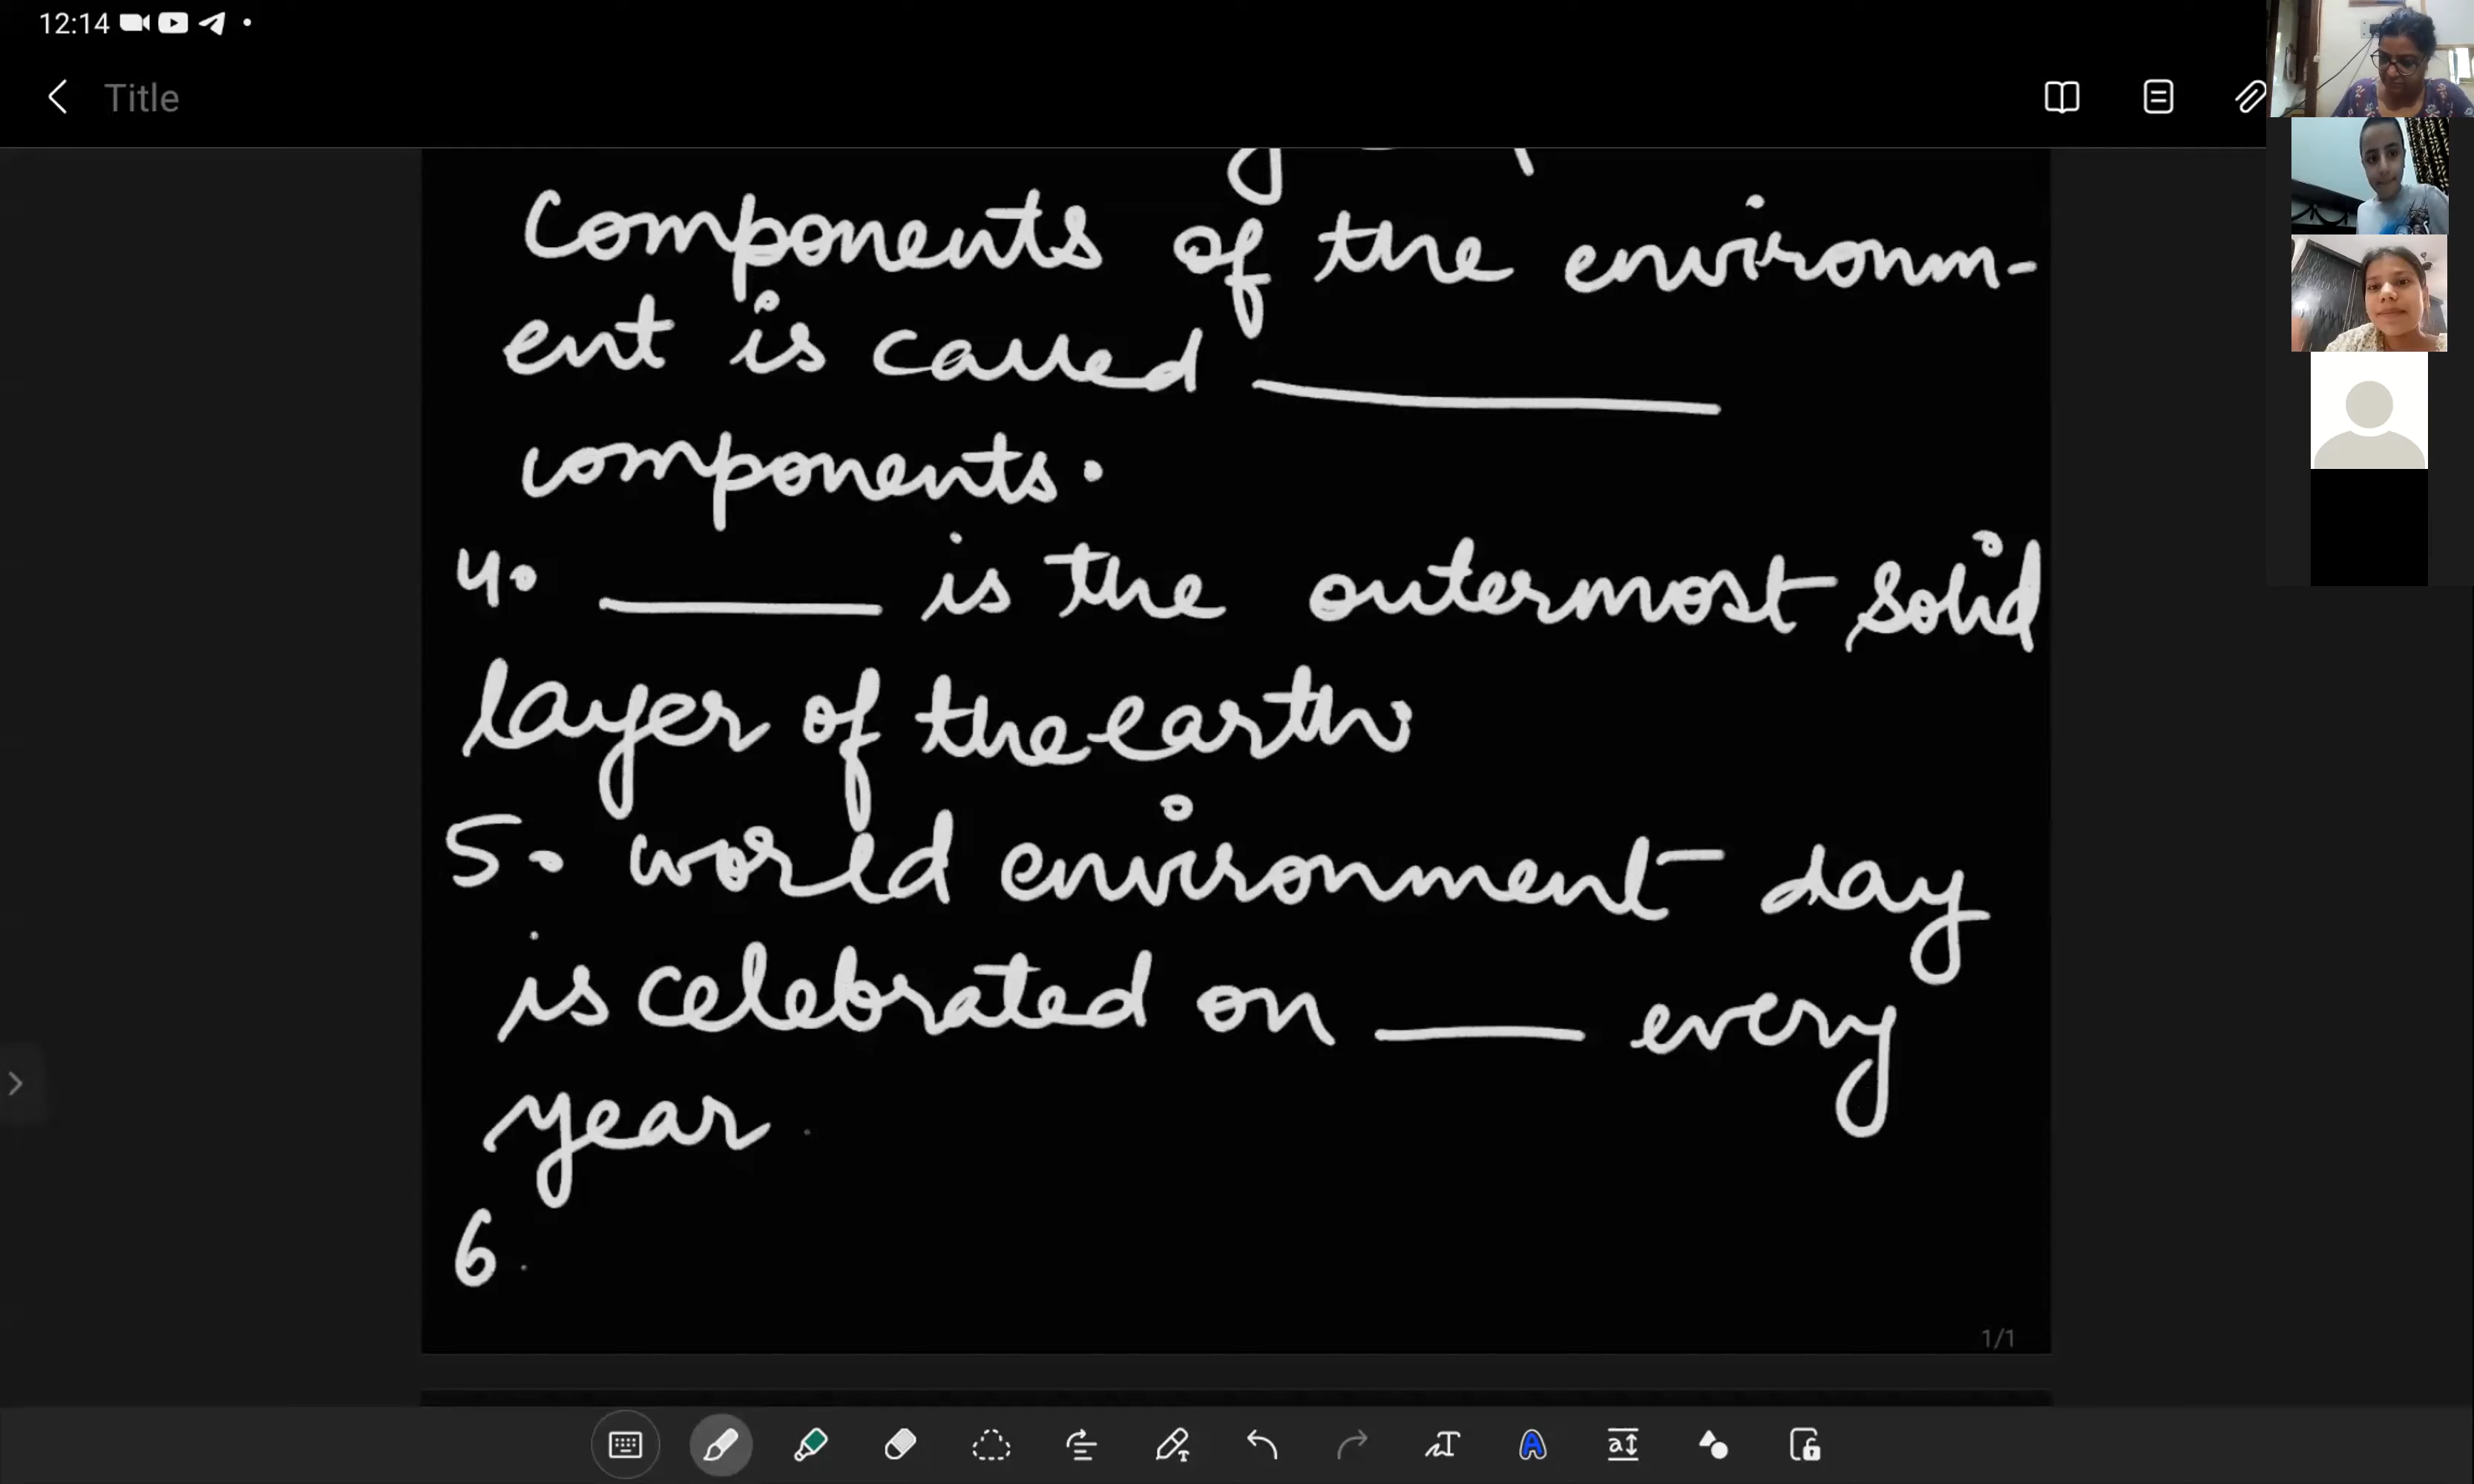 12:14
Title
components of the environm-
ent is called ______
components.
4. ______ is the outermost solid
layer of the earth.
5. world environment day
is celebrated on ______ every
year.
6.
1/1